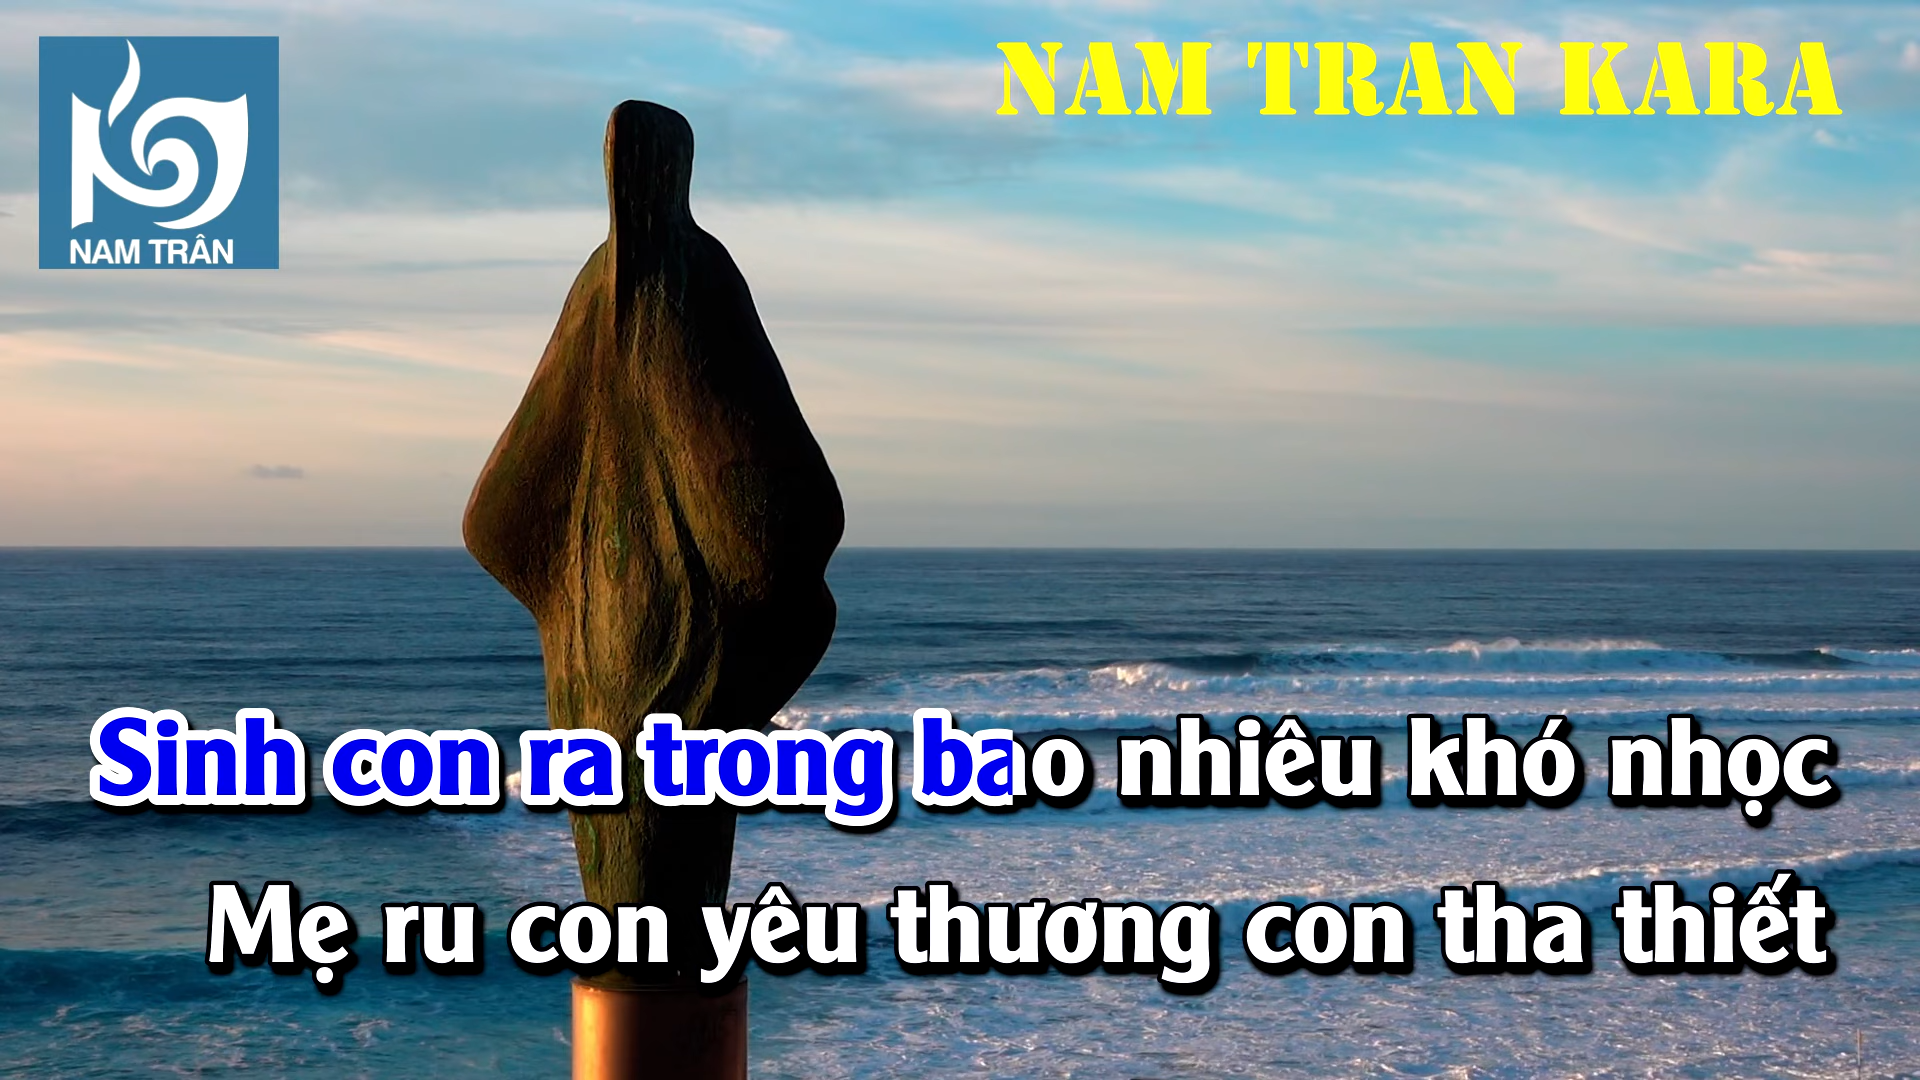 NAM TRAN KARA
NAM TRÂN
Sinh con ra trong bao nhiêu khó nhọc
Mẹ ru con yêu thương con tha thiết